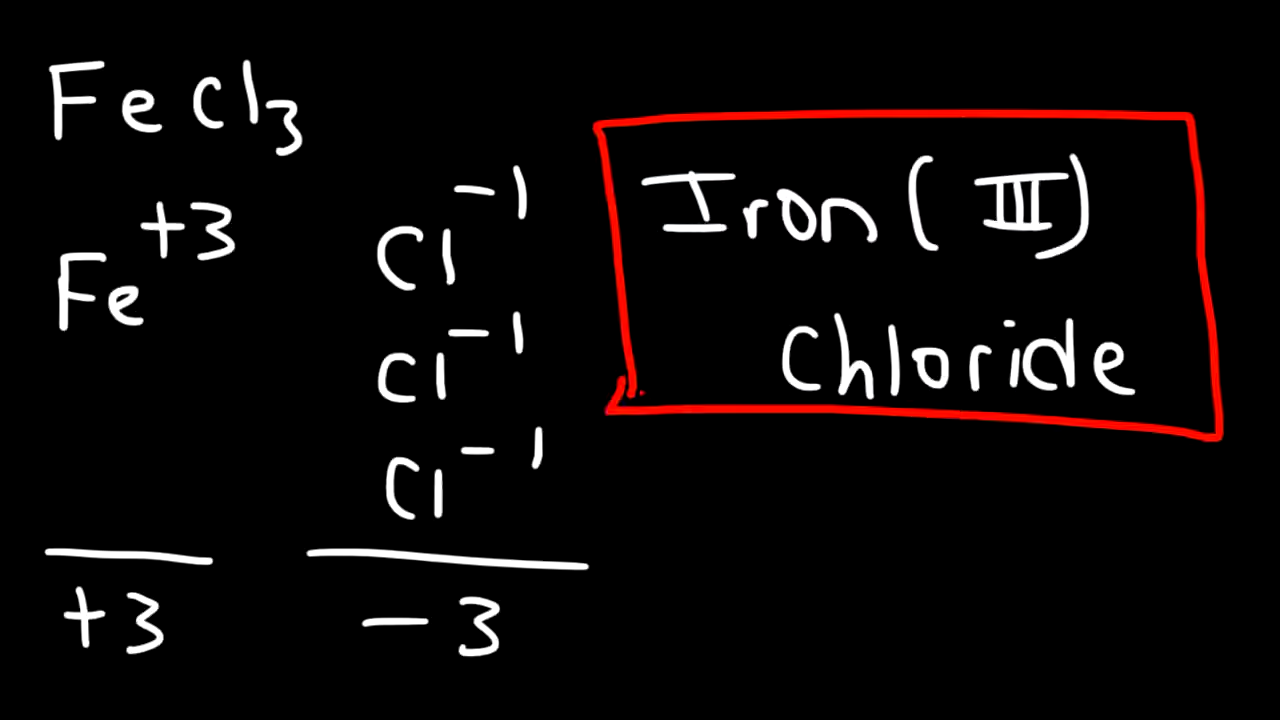 FeCl₃
Fe⁺³
Cl⁻¹
Cl⁻¹
Cl⁻¹
+3
−3
Iron (III)
Chloride